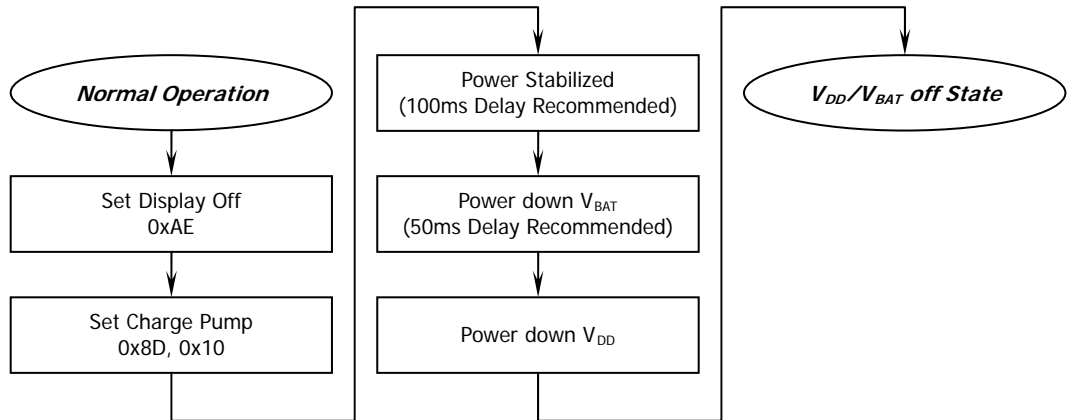 Normal Operation
Set Display Off
0xAE
Set Charge Pump
0x8D, 0x10
Power Stabilized
(100ms Delay Recommended)
Power down VBAT
(50ms Delay Recommended)
Power down VDD
VDD/VBAT off State